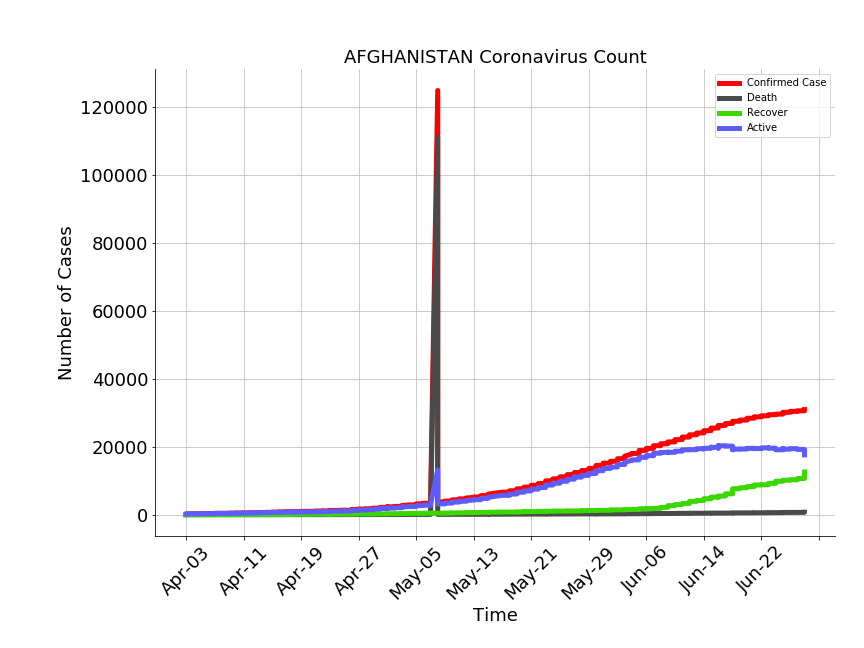 AFGHANISTAN Coronavirus Count
Confirmed Case
Death
Recover
Active
120000
100000
80000
60000
40000
20000
0
Number of Cases
Apr-03
Apr-11
Apr-19
Apr-27
May-05
May-13
May-21
May-29
Jun-06
Jun-14
Jun-22
Time